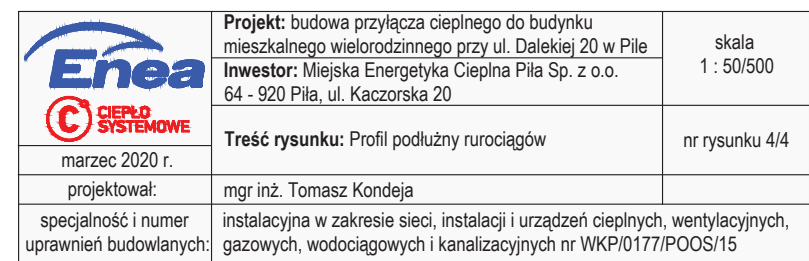 Enea
CIEPŁO
SYSTEMOWE
marzec 2020 r.
Projekt: budowa przyłącza cieplnego do budynku
mieszkalnego wielorodzinnego przy ul. Dalekiej 20 w Pile
skala
1 : 50/500
Inwestor: Miejska Energetyka Cieplna Piła Sp. z o.o.
64 - 920 Piła, ul. Kaczorska 20
Treść rysunku: Profil podłużny rurociągów
nr rysunku 4/4
projektował:
mgr inż. Tomasz Kondeja
specjalność i numer
uprawnień budowlanych:
instalacyjna w zakresie sieci, instalacji i urządzeń cieplnych, wentylacyjnych,
gazowych, wodociągowych i kanalizacyjnych nr WKP/0177/POOS/15